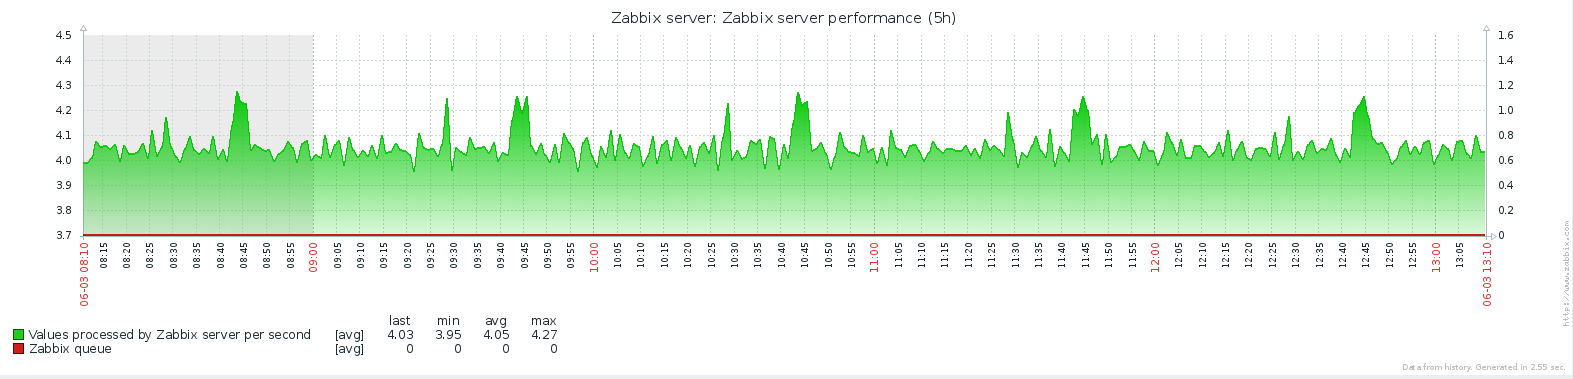 Zabbix server: Zabbix server performance (5h)
4.5 1.6
4.4 1.4
4.3 1.2
4.2 1.0
4.1 0.8
4.0 0.6
3.9 0.4
3.8 0.2
3.7 0
06-03 08:10 08:15 08:20 08:25 08:30 08:35 08:40 08:45 08:50 08:55 09:00 09:05 09:10 09:15 09:20 09:25 09:30 09:35 09:40 09:45 09:50 09:55 10:00 10:05 10:10 10:15 10:20 10:25 10:30 10:35 10:40 10:45 10:50 10:55 11:00 11:05 11:10 11:15 11:20 11:25 11:30 11:35 11:40 11:45 11:50 11:55 12:00 12:05 12:10 12:15 12:20 12:25 12:30 12:35 12:40 12:45 12:50 12:55 13:00 13:05 06-03 13:10
last min avg max
Values processed by Zabbix server per second [avg] 4.03 3.95 4.05 4.27
Zabbix queue [avg] 0 0 0 0
https://www.zabbix.com
Data from history. Generated in 2.55 sec.